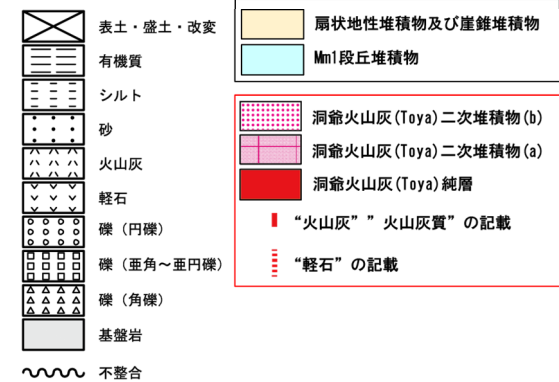 表土・盛土・改変
有機質
シルト
砂
火山灰
軽石
礫（円礫）
礫（亜角～亜円礫）
礫（角礫）
基盤岩
不整合
扇状地性堆積物及び崖錐堆積物
Mm1段丘堆積物
洞爺火山灰(Toya)二次堆積物(b)
洞爺火山灰(Toya)二次堆積物(a)
洞爺火山灰(Toya)純層
“火山灰””火山灰質”の記載
“軽石”の記載